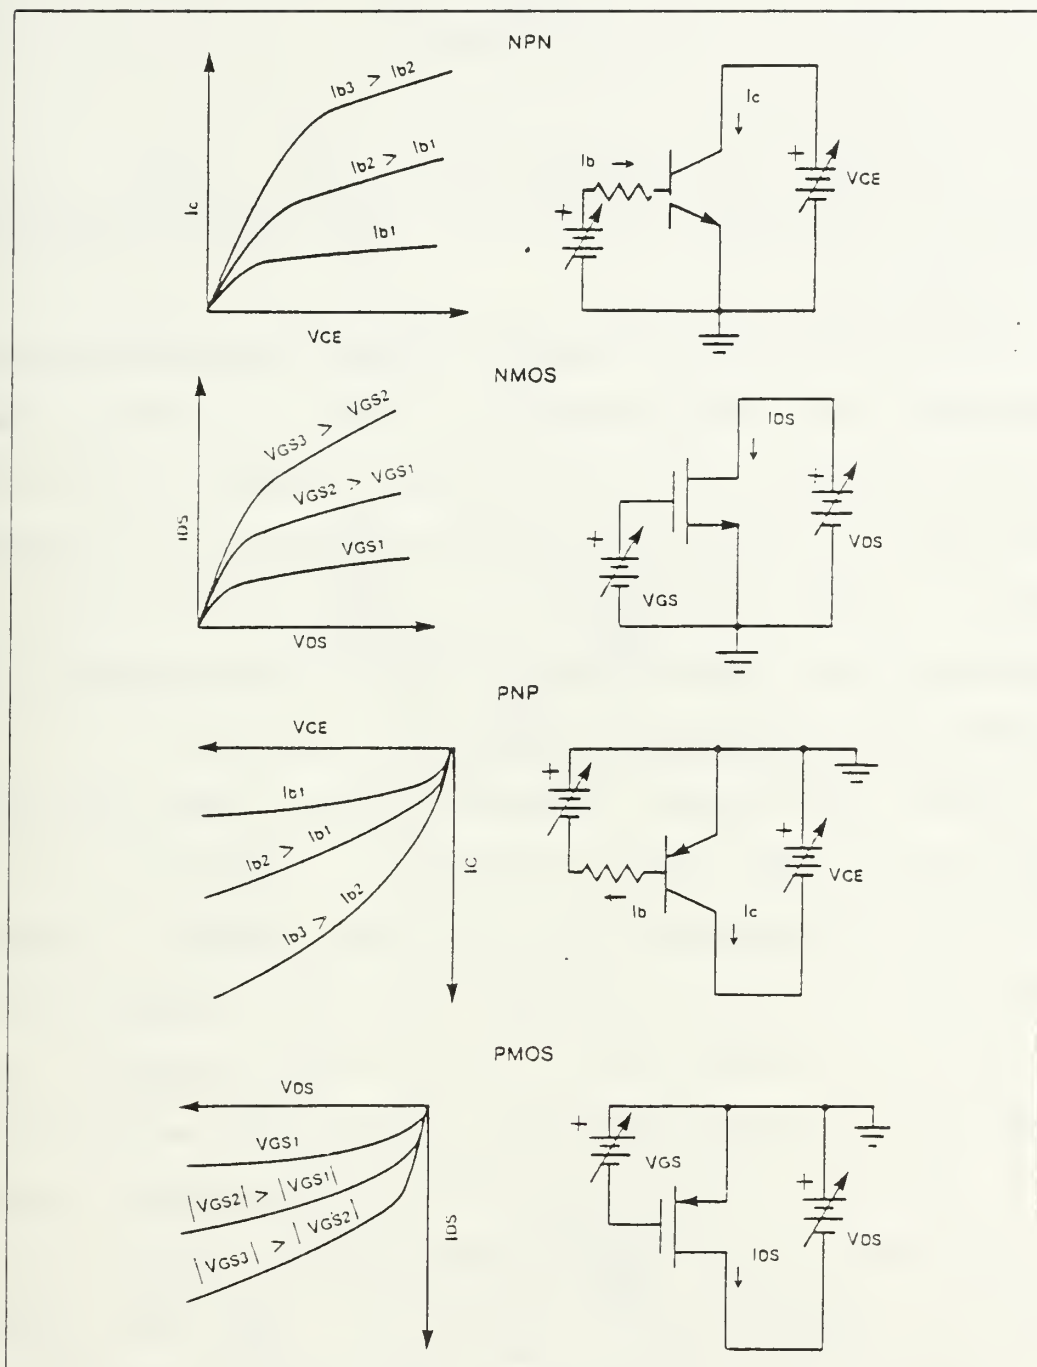 NPN
Ib3 > Ib2
Ib2 > Ib1
Ib1
Ic
VCE
Ic
Ib →
+
+
VCE
NMOS
VGS3 > VGS2
VGS2 > VGS1
VGS1
IDS
VDS
IDS
+
+
VGS
VDS
PNP
VCE
Ib1
Ib2 > Ib1
Ib3 > Ib2
IC
+
+
VCE
← Ib
Ic
PMOS
VDS
VGS1
|VGS2| > |VGS1|
|VGS3| > |VGS2|
IDS
+
VGS
+
VDS
IDS